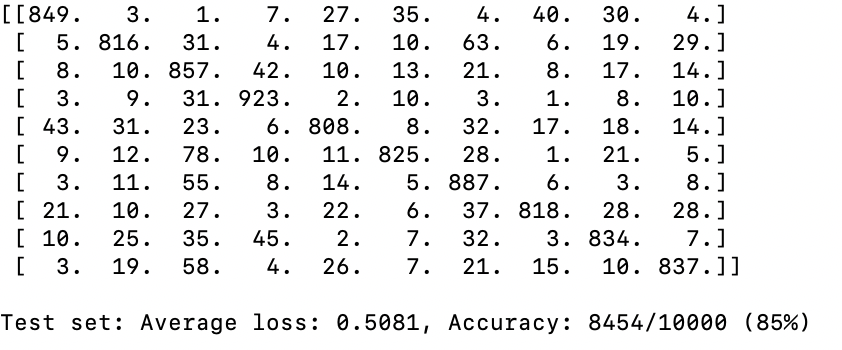 [[849. 3. 1. 7. 27. 35. 4. 40. 30. 4.]
[ 5. 816. 31. 4. 17. 10. 63. 6. 19. 29.]
[ 8. 10. 857. 42. 10. 13. 21. 8. 17. 14.]
[ 3. 9. 31. 923. 2. 10. 3. 1. 8. 10.]
[ 43. 31. 23. 6. 808. 8. 32. 17. 18. 14.]
[ 9. 12. 78. 10. 11. 825. 28. 1. 21. 5.]
[ 3. 11. 55. 8. 14. 5. 887. 6. 3. 8.]
[ 21. 10. 27. 3. 22. 6. 37. 818. 28. 28.]
[ 10. 25. 35. 45. 2. 7. 32. 3. 834. 7.]
[ 3. 19. 58. 4. 26. 7. 21. 15. 10. 837.]]
Test set: Average loss: 0.5081, Accuracy: 8454/10000 (85%)